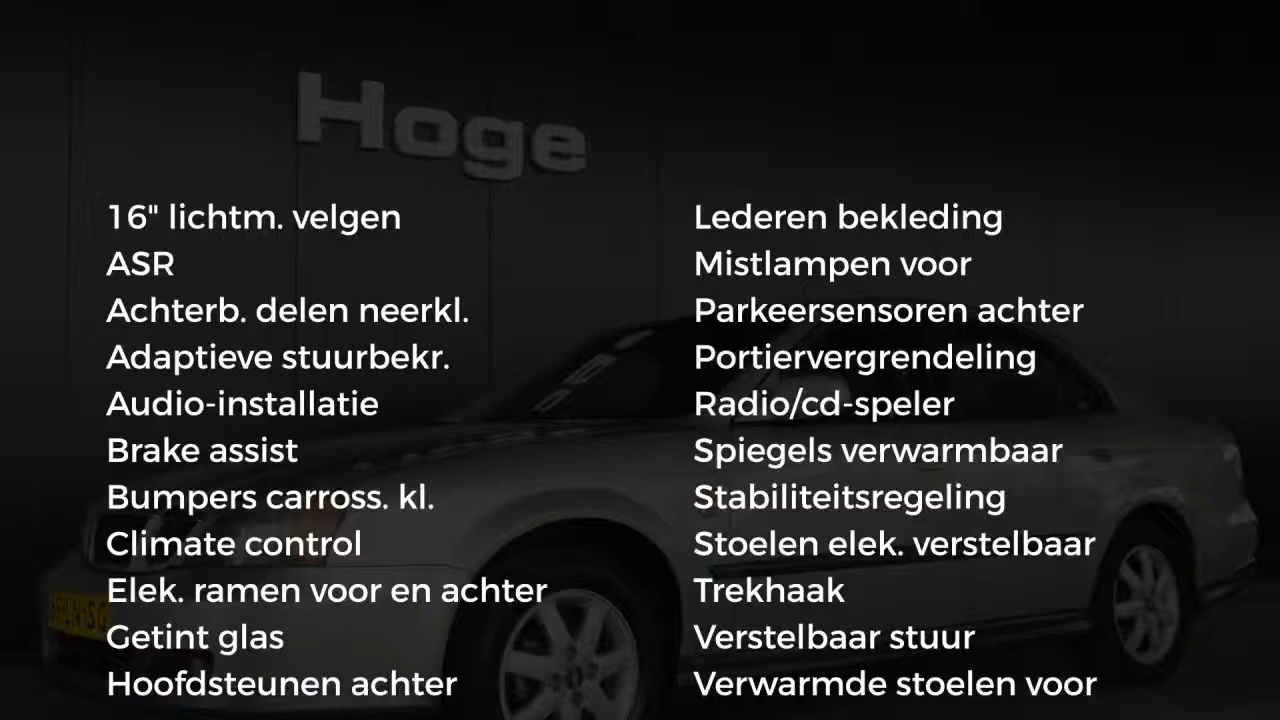 Hoge
16" lichtm. velgen
ASR
Achterb. delen neerkl.
Adaptieve stuurbekr.
Audio-installatie
Brake assist
Bumpers carross. kl.
Climate control
Elek. ramen voor en achter
Getint glas
Hoofdsteunen achter
Lederen bekleding
Mistlampen voor
Parkeersensoren achter
Portiervergrendeling
Radio/cd-speler
Spiegels verwarmbaar
Stabiliteitsregeling
Stoelen elek. verstelbaar
Trekhaak
Verstelbaar stuur
Verwarmde stoelen voor